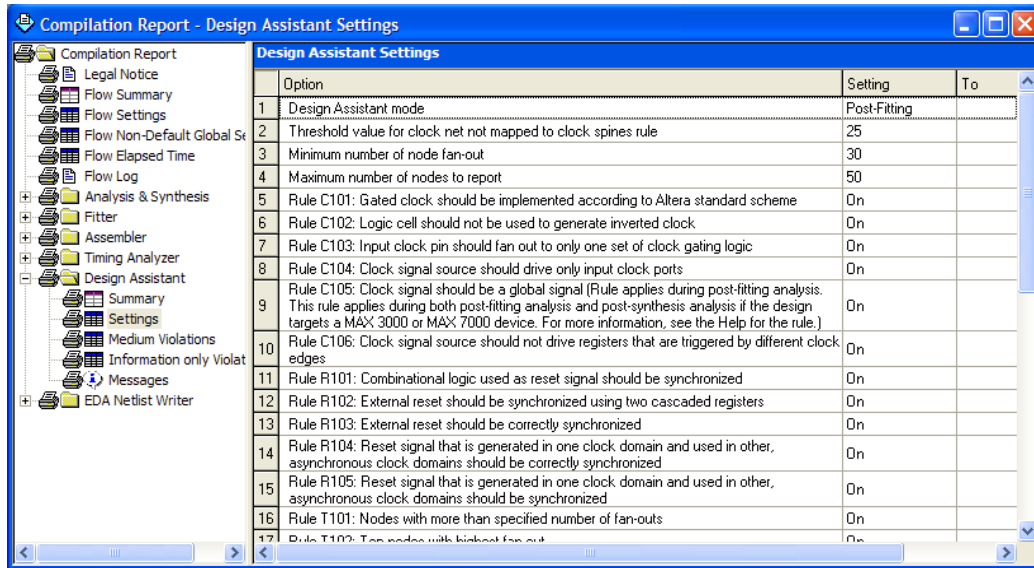 Compilation Report - Design Assistant Settings
Compilation Report
Legal Notice
Flow Summary
Flow Settings
Flow Non-Default Global Se
Flow Elapsed Time
Flow Log
Analysis & Synthesis
Fitter
Assembler
Timing Analyzer
Design Assistant
Summary
Settings
Medium Violations
Information only Violat
Messages
EDA Netlist Writer
Design Assistant Settings
Option Setting To
1 Design Assistant mode Post-Fitting
2 Threshold value for clock net not mapped to clock spines rule 25
3 Minimum number of node fan-out 30
4 Maximum number of nodes to report 50
5 Rule C101: Gated clock should be implemented according to Altera standard scheme On
6 Rule C102: Logic cell should not be used to generate inverted clock On
7 Rule C103: Input clock pin should fan out to only one set of clock gating logic On
8 Rule C104: Clock signal source should drive only input clock ports On
9 Rule C105: Clock signal should be a global signal (Rule applies during post-fitting analysis.
This rule applies during both post-fitting analysis and post-synthesis analysis if the design
targets a MAX 3000 or MAX 7000 device. For more information, see the Help for the rule.) On
10 Rule C106: Clock signal source should not drive registers that are triggered by different clock
edges On
11 Rule R101: Combinational logic used as reset signal should be synchronized On
12 Rule R102: External reset should be synchronized using two cascaded registers On
13 Rule R103: External reset should be correctly synchronized On
14 Rule R104: Reset signal that is generated in one clock domain and used in other,
asynchronous clock domains should be correctly synchronized On
15 Rule R105: Reset signal that is generated in one clock domain and used in other,
asynchronous clock domains should be synchronized On
16 Rule T101: Nodes with more than specified number of fan-outs On
17 Rule T102: Top nodes with highest fan-out On